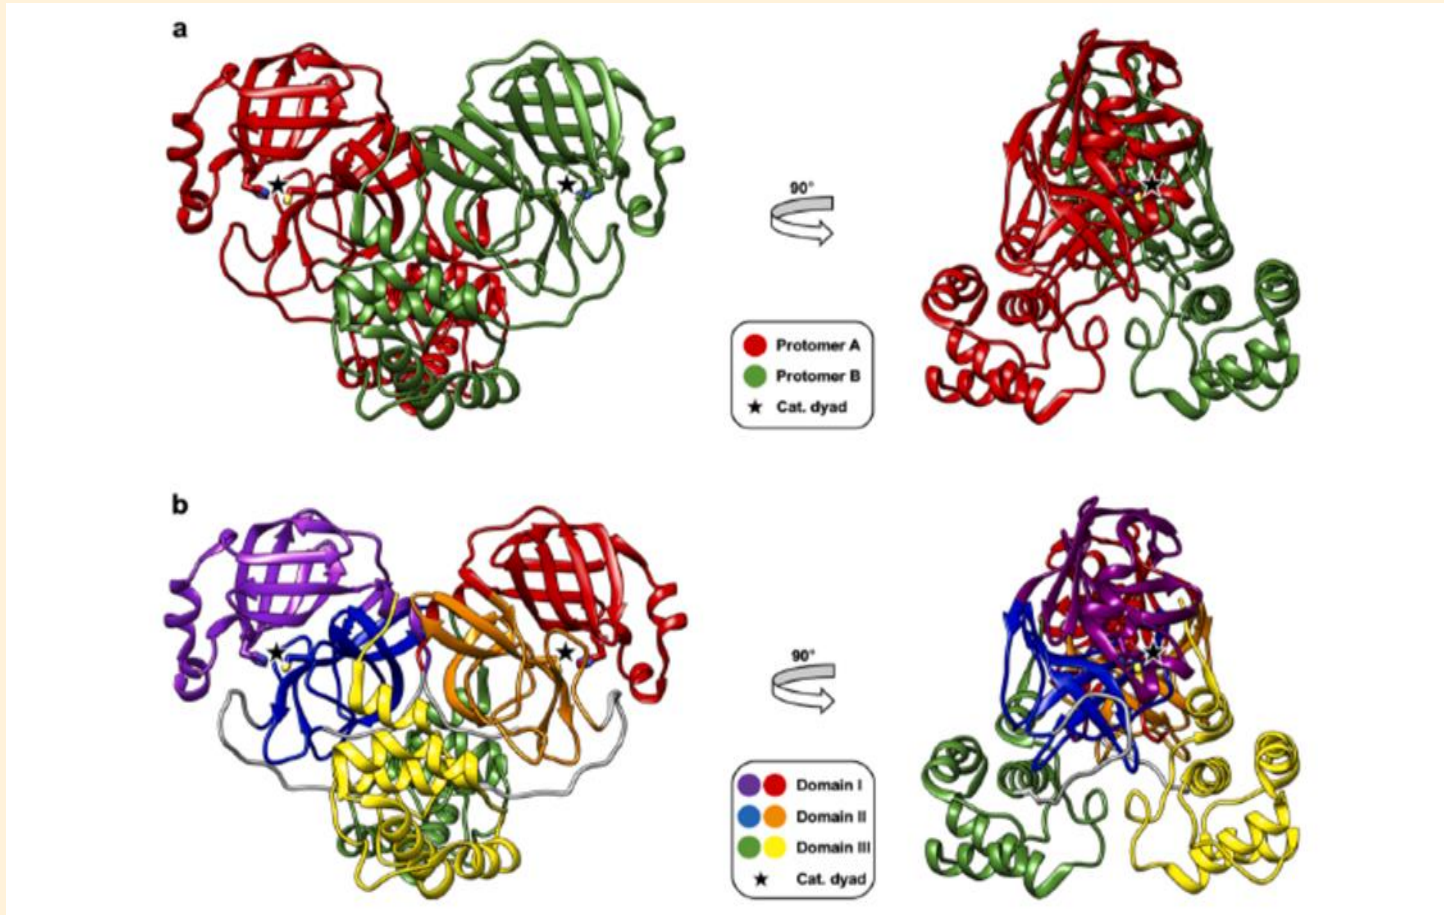 a
90°
Protomer A
Protomer B
Cat. dyad
b
90°
Domain I
Domain II
Domain III
Cat. dyad